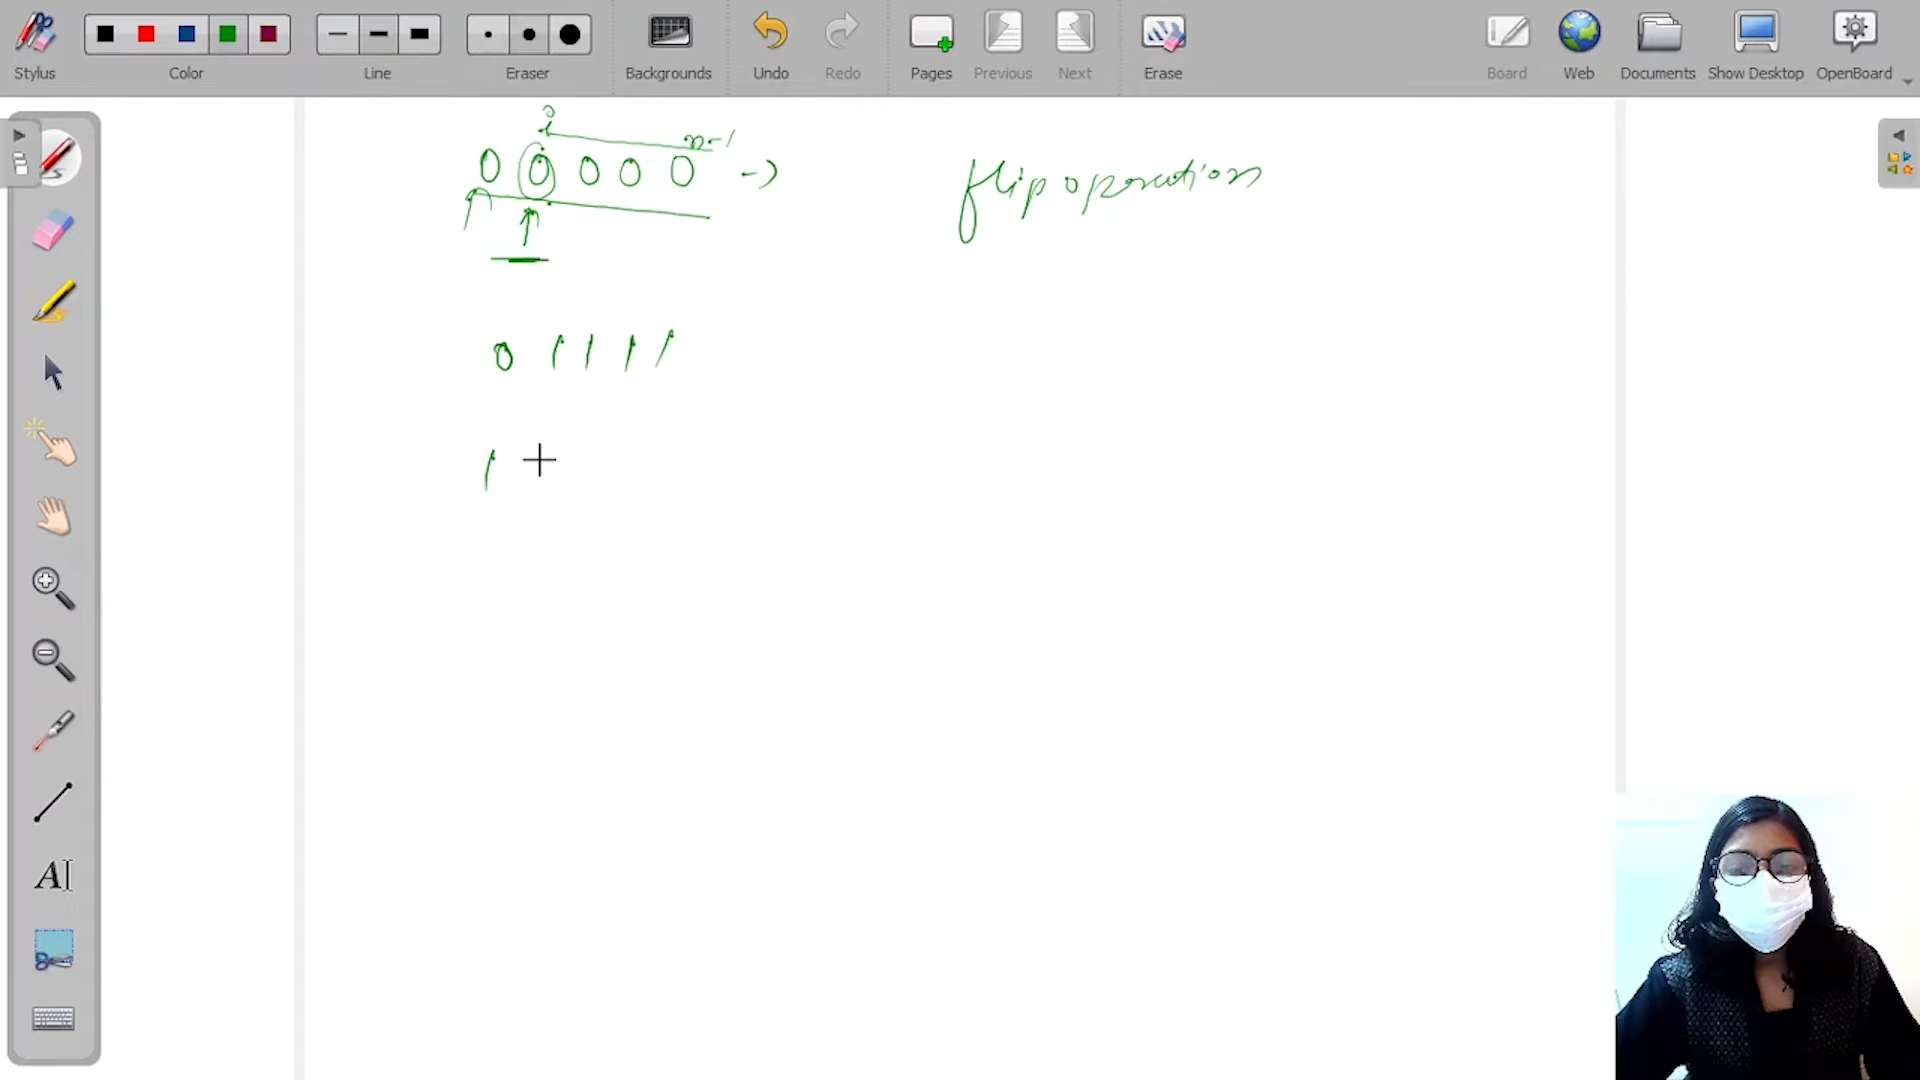 Stylus
Color
Line
Eraser
Backgrounds
Undo
Redo
Pages
Previous
Next
Erase
Board
Web
Documents
Show Desktop
OpenBoard
i
n-1
0 0 0 0 0 ->
flip operation
0 1 1 1 1
1
A